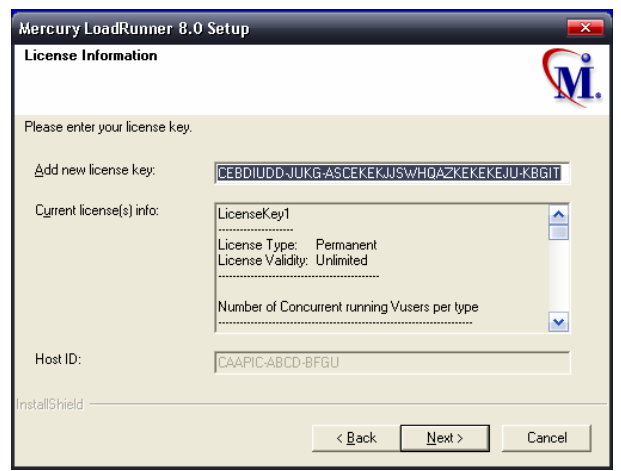 Mercury LoadRunner 8.0 Setup
License Information
M.
Please enter your license key.
Add new license key:
CEBDIUDD-JUKG-ASCEKEKJJSWHQAZKEKEKEJU-KBGIT
Current license(s) info:
LicenseKey1
--------------------
License Type: Permanent
License Validity: Unlimited
------------------------------------------
Number of Concurrent running Vusers per type
------------------------------------------------------------------
Host ID:
CAAPIC-ABCD-BFGU
InstallShield
< Back
Next >
Cancel